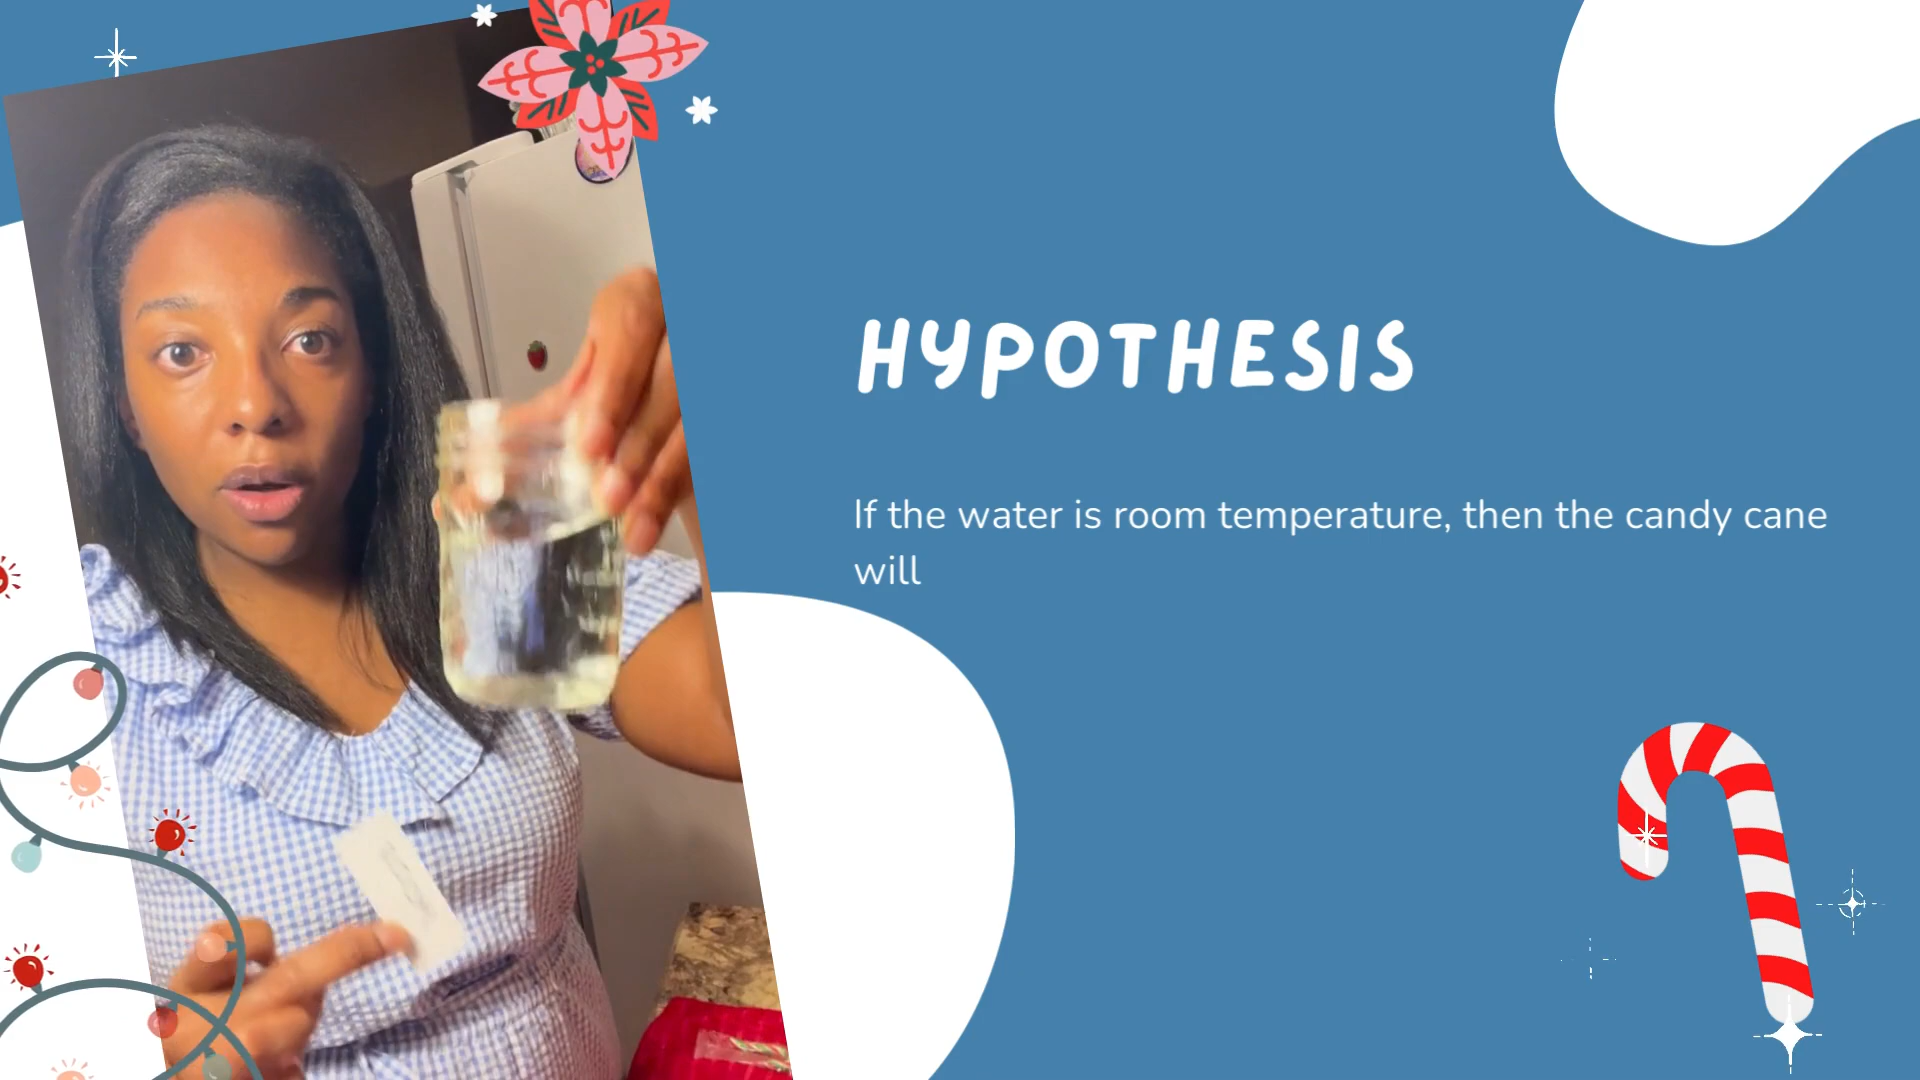 HYPOTHESIS
If the water is room temperature, then the candy cane
will